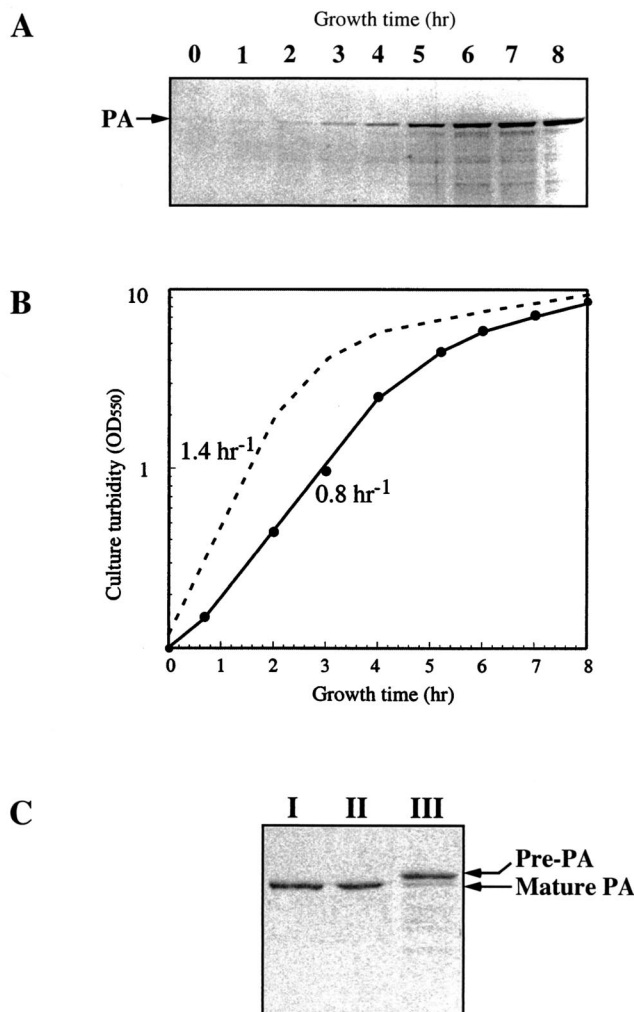 A
Growth time (hr)
0 1 2 3 4 5 6 7 8
PA
B
10
1
Culture turbidity (OD550)
1.4 hr-1
0.8 hr-1
0 1 2 3 4 5 6 7 8
Growth time (hr)
C
I II III
Pre-PA
Mature PA